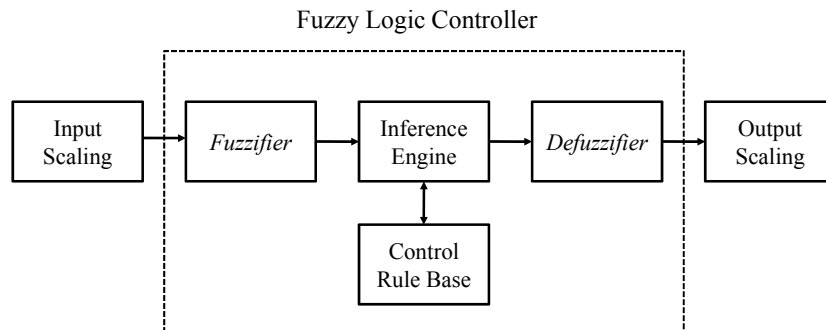 Fuzzy Logic Controller
Input
Scaling
Fuzzifier
Inference
Engine
Defuzzifier
Output
Scaling
Control
Rule Base